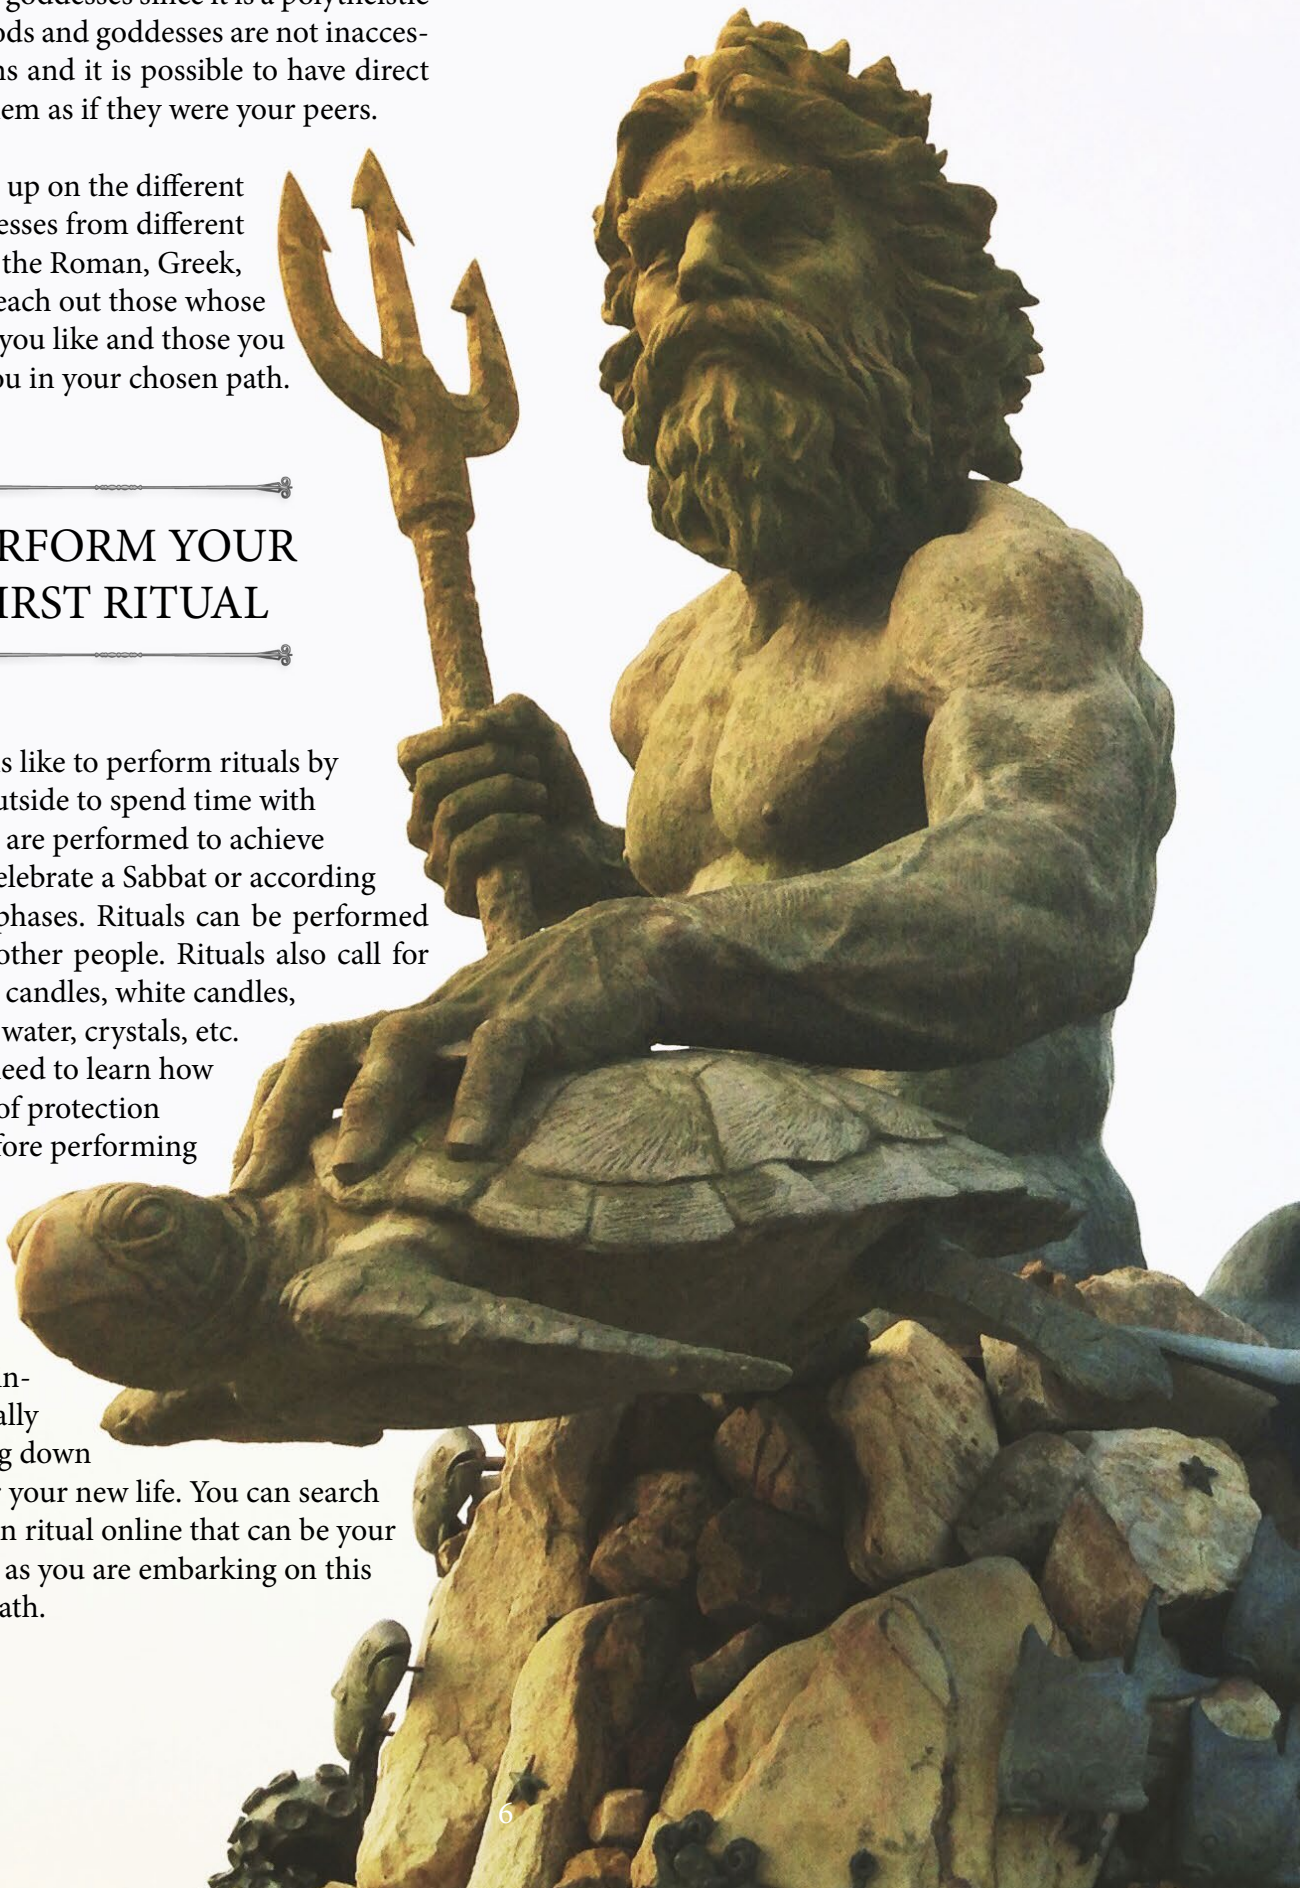 goddesses since it is a polytheistic
ods and goddesses are not inacces-
ns and it is possible to have direct
em as if they were your peers.
up on the different
esses from different
the Roman, Greek,
each out those whose
you like and those you
ou in your chosen path.
RFORM YOUR
IRST RITUAL
s like to perform rituals by
utside to spend time with
are performed to achieve
elebrate a Sabbat or according
phases. Rituals can be performed
other people. Rituals also call for
candles, white candles,
water, crystals, etc.
eed to learn how
of protection
fore performing
in-
ally
g down
your new life. You can search
n ritual online that can be your
as you are embarking on this
ath.
6